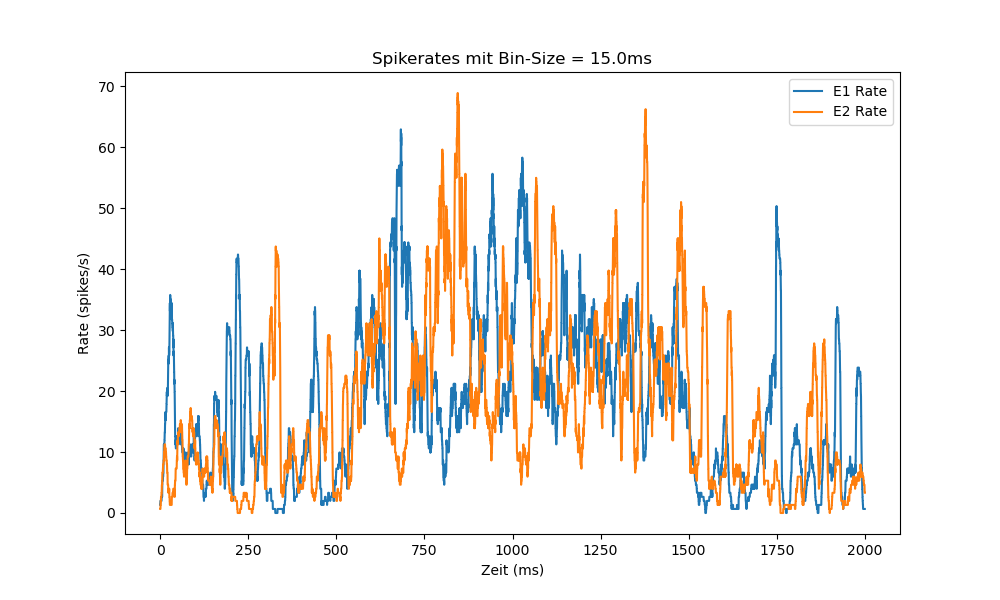 Spikerates mit Bin-Size = 15.0ms
E1 Rate
E2 Rate
Rate (spikes/s)
70
60
50
40
30
20
10
0
0 250 500 750 1000 1250 1500 1750 2000
Zeit (ms)